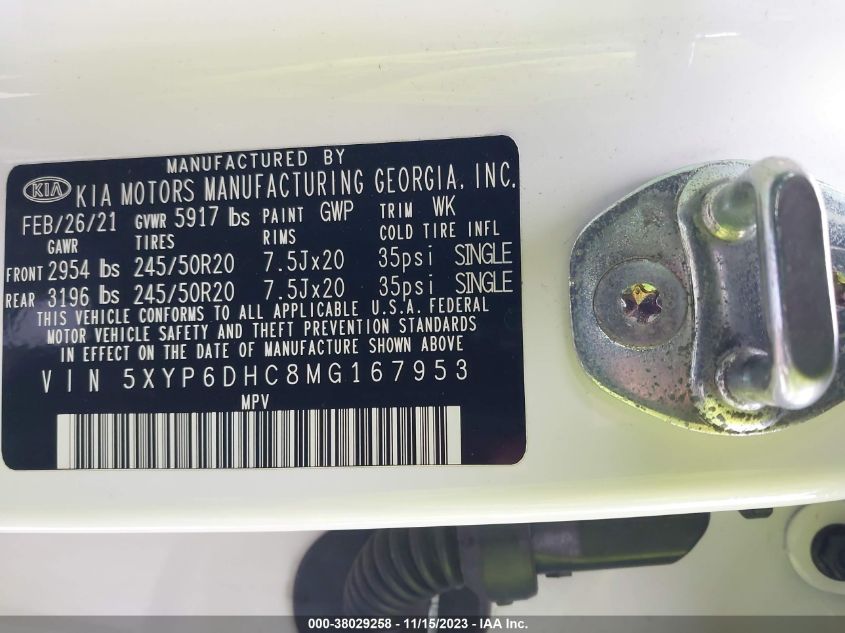 MANUFACTURED BY
KIA KIA MOTORS MANUFACTURING GEORGIA, INC.
FEB/26/21 GVWR 5917 lbs PAINT GWP TRIM WK
GAWR TIRES RIMS COLD TIRE INFL
FRONT 2954 lbs 245/50R20 7.5Jx20 35psi SINGLE
REAR 3196 lbs 245/50R20 7.5Jx20 35psi SINGLE
THIS VEHICLE CONFORMS TO ALL APPLICABLE U.S.A. FEDERAL
MOTOR VEHICLE SAFETY AND THEFT PREVENTION STANDARDS
IN EFFECT ON THE DATE OF MANUFACTURE SHOWN ABOVE
VIN 5XYP6DHC8MG167953
MPV
000-38029258 - 11/15/2023 - IAA Inc.